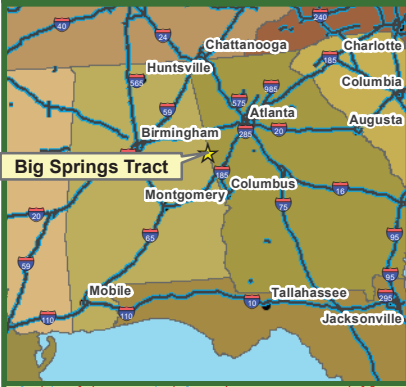 240
40
24
Chattanooga
Charlotte
185
Huntsville
565
985
Columbia
59
575
Atlanta
Augusta
Birmingham
285
20
Big Springs Tract
185
Columbus
16
Montgomery
20
75
65
95
59
95
Mobile
Tallahassee
10
295
110
110
Jacksonville